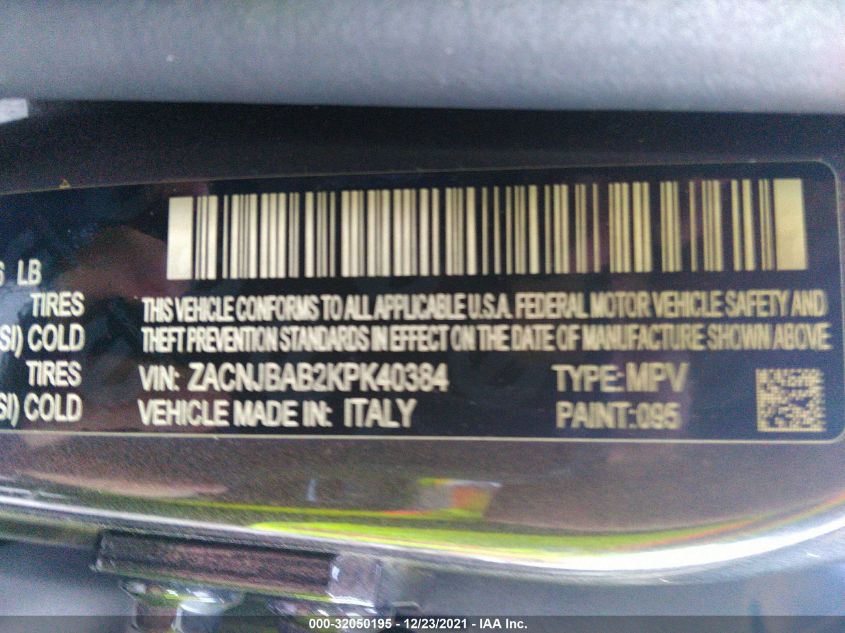 6 LB
TIRES
SI) COLD
TIRES
SI) COLD
THIS VEHICLE CONFORMS TO ALL APPLICABLE U.S.A. FEDERAL MOTOR VEHICLE SAFETY AND
THEFT PREVENTION STANDARDS IN EFFECT ON THE DATE OF MANUFACTURE SHOWN ABOVE
VIN: ZACNJBAB2KPK40384 TYPE: MPV
VEHICLE MADE IN: ITALY PAINT: 095
000-32050195 - 12/23/2021 - IAA Inc.